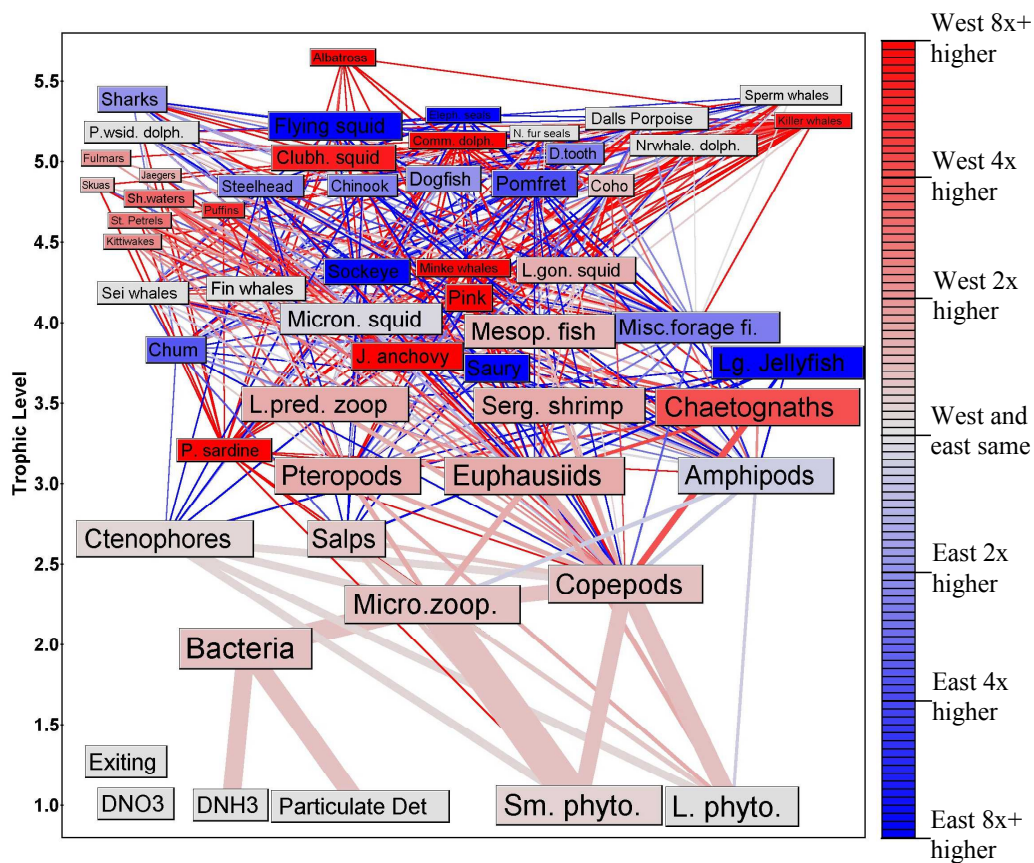 Trophic Level
5.5
5.0
4.5
4.0
3.5
3.0
2.5
2.0
1.5
1.0
Albatross
Sharks
Sperm whales
Eleph. seals
Killer whales
Flying squid
Dalls Porpoise
P.wsid. dolph.
N. fur seals
Comm. dolph.
Nrwhale. dolph.
Fulmars
Clubh. squid
D.tooth
Jaegers
Skuas
Steelhead
Chinook
Dogfish
Pomfret
Coho
Sh.waters
Puffins
St. Petrels
Kittiwakes
Sockeye
Minke whales
L.gon. squid
Sei whales
Fin whales
Pink
Micron. squid
Mesop. fish
Misc.forage fi.
Chum
J. anchovy
Saury
Lg. Jellyfish
L.pred. zoop
Serg. shrimp
Chaetognaths
P. sardine
Pteropods
Euphausiids
Amphipods
Ctenophores
Salps
Copepods
Micro.zoop.
Bacteria
Exiting
DNO3
DNH3
Particulate Det
Sm. phyto.
L. phyto.
West 8x+
higher
West 4x
higher
West 2x
higher
West and
east same
East 2x
higher
East 4x
higher
East 8x+
higher